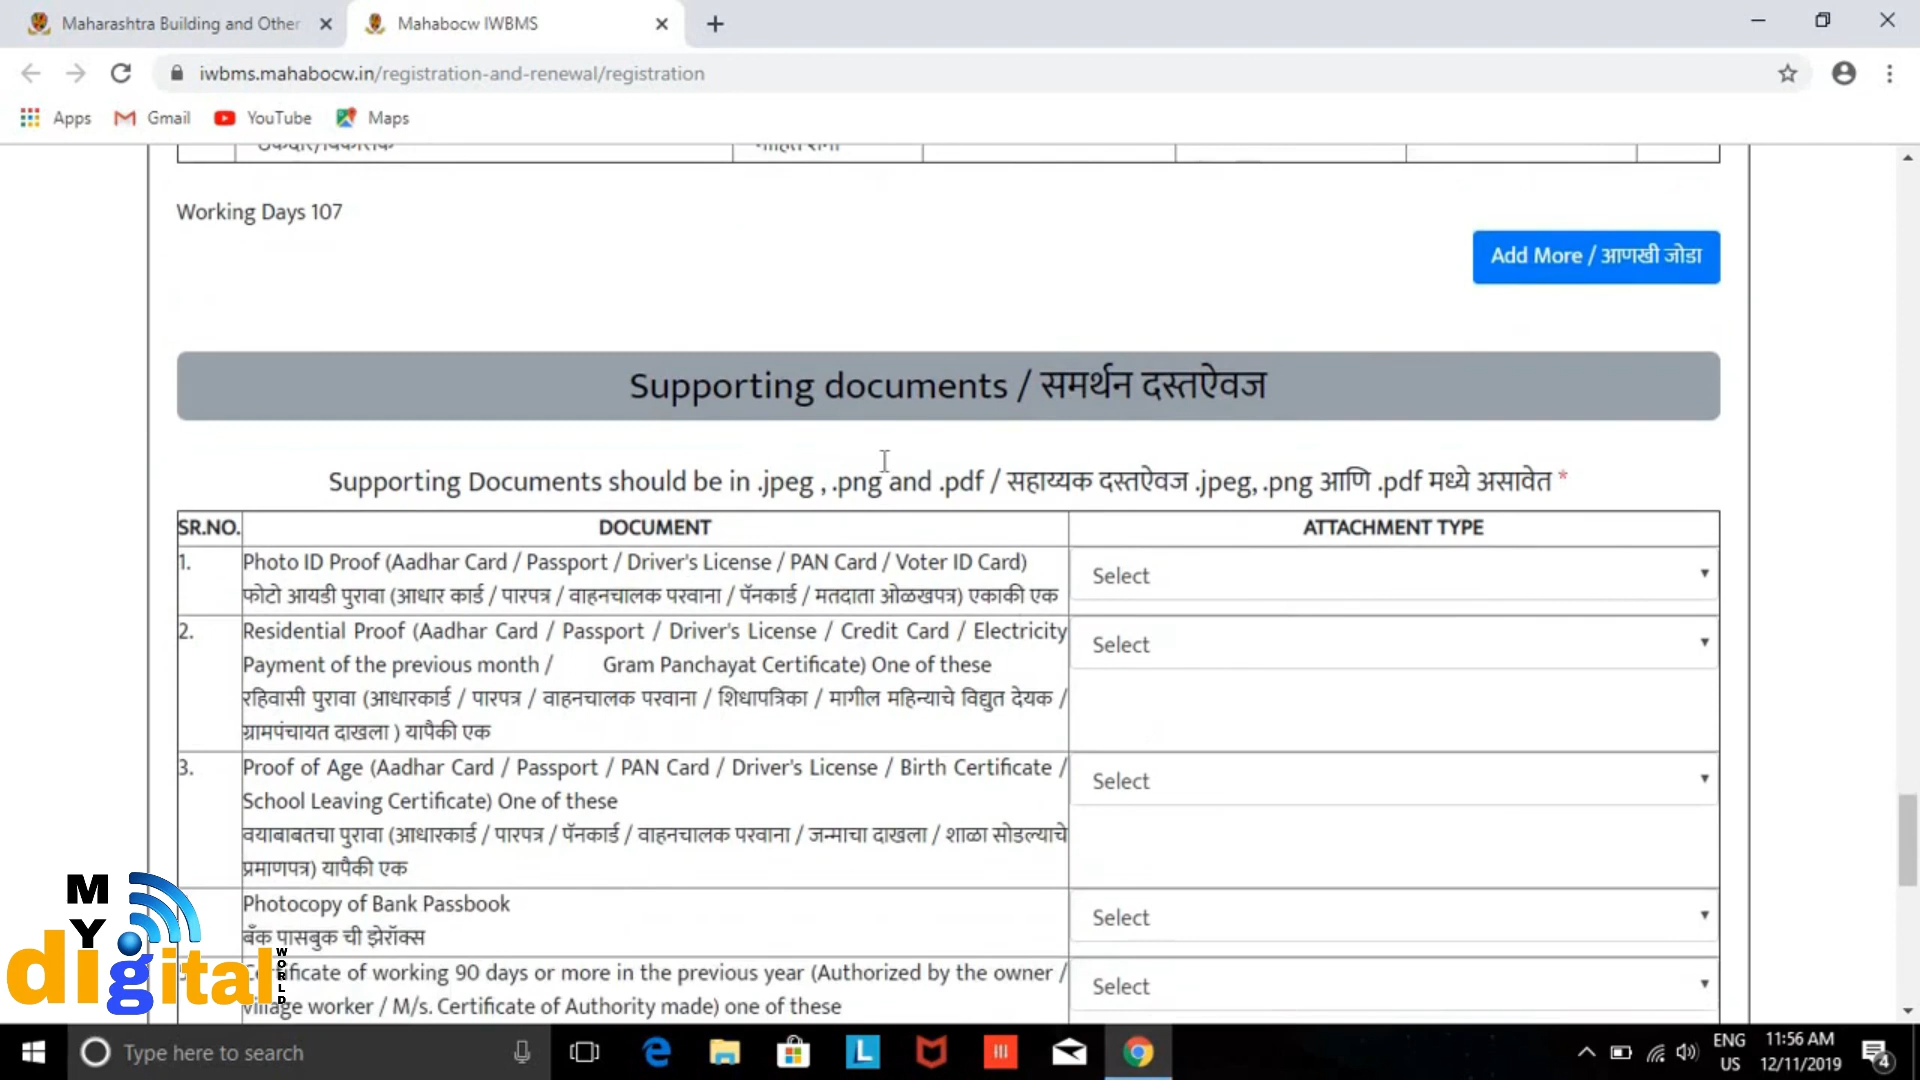 Maharashtra Building and Other
Mahabocw IWBMS
iwbms.mahabocw.in/registration-and-renewal/registration
Apps
Gmail
YouTube
Maps
Working Days 107
Add More / आणखी जोडा
Supporting documents / समर्थन दस्तऐवज
Supporting Documents should be in .jpeg , .png and .pdf / सहाय्यक दस्तऐवज .jpeg, .png आणि .pdf मध्ये असावेत *
SR.NO. DOCUMENT ATTACHMENT TYPE
1. Photo ID Proof (Aadhar Card / Passport / Driver's License / PAN Card / Voter ID Card)
फोटो आयडी पुरावा (आधार कार्ड / पारपत्र / वाहनचालक परवाना / पॅनकार्ड / मतदाता ओळखपत्र) एकाकी एक
Select
2. Residential Proof (Aadhar Card / Passport / Driver's License / Credit Card / Electricity
Payment of the previous month / Gram Panchayat Certificate) One of these
रहिवासी पुरावा (आधारकार्ड / पारपत्र / वाहनचालक परवाना / शिधापत्रिका / मागील महिन्याचे विद्युत देयक /
ग्रामपंचायत दाखला ) यापैकी एक
Select
3. Proof of Age (Aadhar Card / Passport / PAN Card / Driver's License / Birth Certificate /
School Leaving Certificate) One of these
वयाबाबतचा पुरावा (आधारकार्ड / पारपत्र / पॅनकार्ड / वाहनचालक परवाना / जन्माचा दाखला / शाळा सोडल्याचे
प्रमाणपत्र) यापैकी एक
Select
Photocopy of Bank Passbook
बँक पासबुक ची झेरॉक्स
Select
Certificate of working 90 days or more in the previous year (Authorized by the owner /
village worker / M/s. Certificate of Authority made) one of these
Select
MY
digital
WORLD
Type here to search
ENG
US
11:56 AM
12/11/2019
4